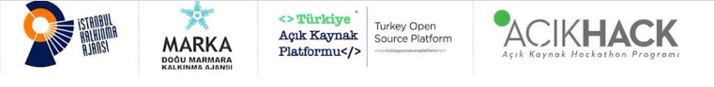 İSTANBUL
KALKINMA
AJANSI
MARKA
DOĞU MARMARA
KALKINMA AJANSI
<> Türkiye
Açık Kaynak
Platformu</>
Turkey Open
Source Platform
AÇIKHACK
Açık Kaynak Hackathon Programı